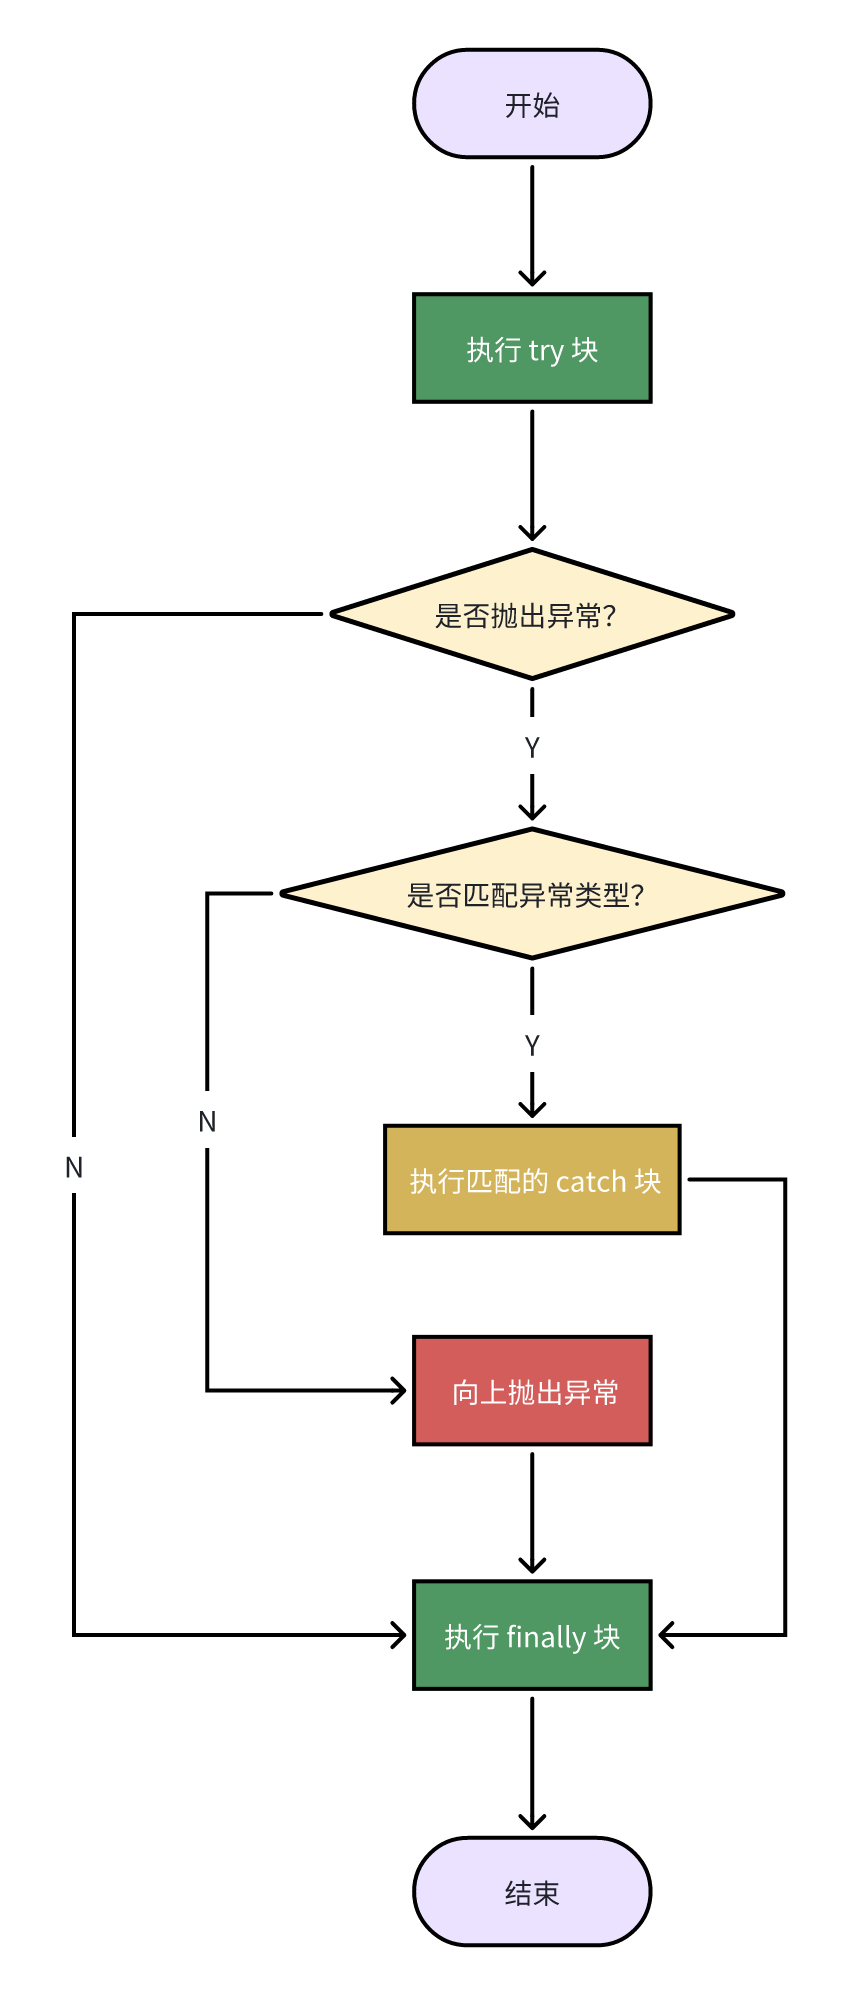 开始
执行 try 块
是否抛出异常?
Y
是否匹配异常类型?
Y
N
N
执行匹配的 catch 块
向上抛出异常
执行 finally 块
结束